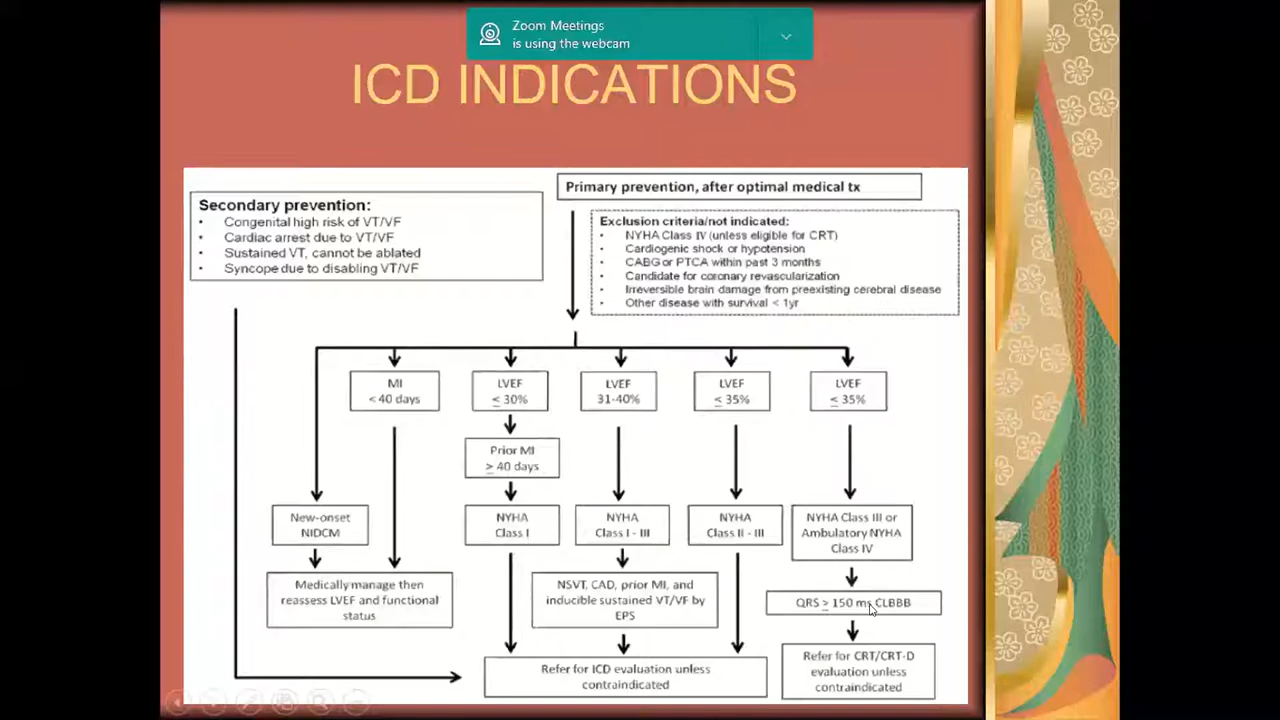 Zoom Meetings
is using the webcam
ICD INDICATIONS
Secondary prevention:
• Congenital high risk of VT/VF
• Cardiac arrest due to VT/VF
• Sustained VT, cannot be ablated
• Syncope due to disabling VT/VF
Primary prevention, after optimal medical tx
Exclusion criteria/not indicated:
• NYHA Class IV (unless eligible for CRT)
• Cardiogenic shock or hypotension
• CABG or PTCA within past 3 months
• Candidate for coronary revascularization
• Irreversible brain damage from preexisting cerebral disease
• Other disease with survival < 1yr
MI
< 40 days
LVEF
≤ 30%
LVEF
31-40%
LVEF
≤ 35%
LVEF
≤ 35%
Prior MI
≥ 40 days
New-onset
NIDCM
NYHA
Class I
NYHA
Class I - III
NYHA
Class II - III
NYHA Class III or
Ambulatory NYHA
Class IV
Medically manage then
reassess LVEF and functional
status
NSVT, CAD, prior MI, and
inducible sustained VT/VF by
EPS
QRS ≥ 150 ms CLBBB
Refer for ICD evaluation unless
contraindicated
Refer for CRT/CRT-D
evaluation unless
contraindicated